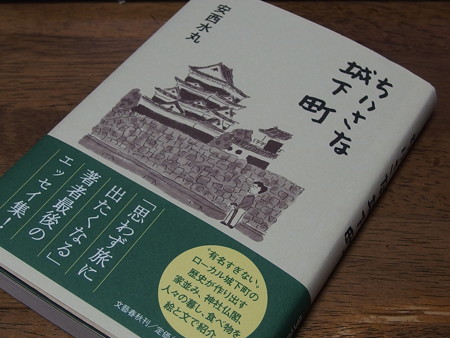 ちいさな
城下町
安西水丸
「思わず旅に
出たくなる」
著者最後の
エッセイ集!
“有名すぎない。
ローカル城下町の
歴史が作り出す
家並み、神社仏閣、
人々の暮し、食べ物を
絵と文で紹介
文藝春秋刊/定価